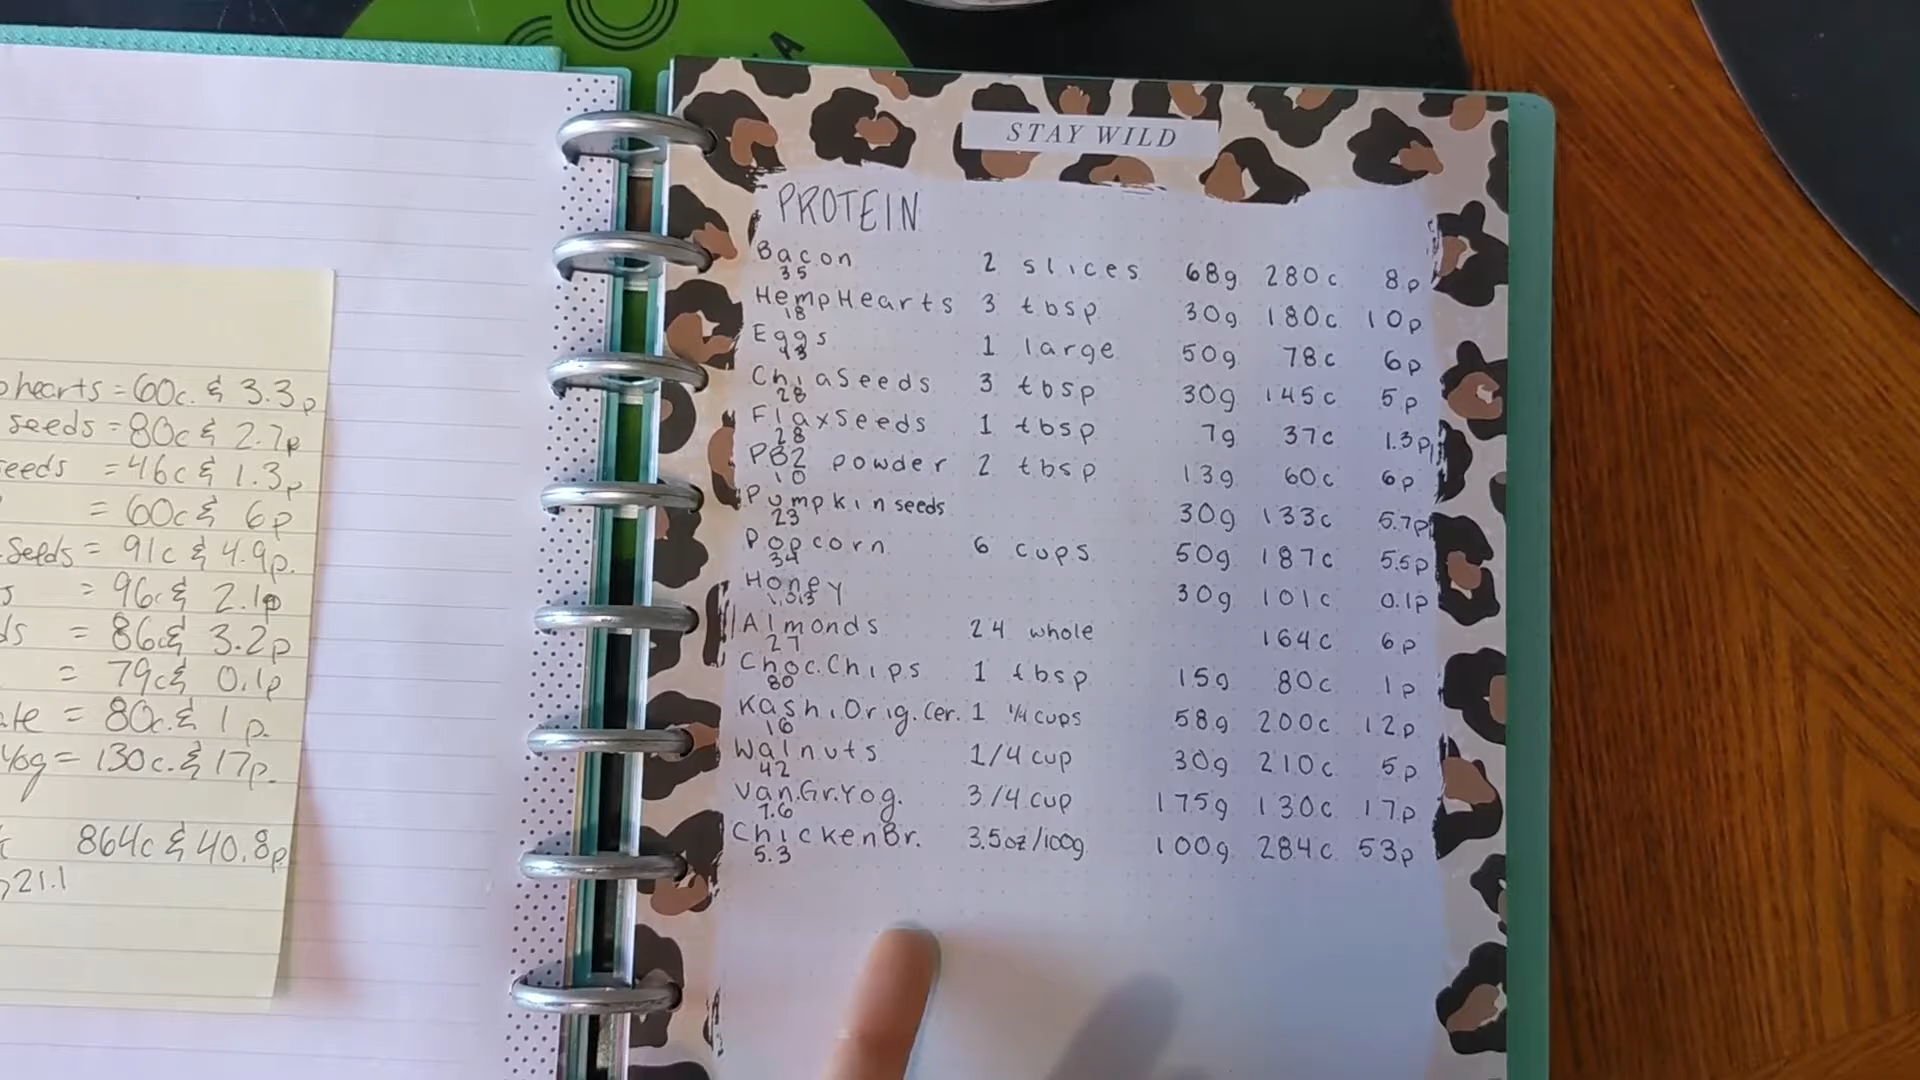 hearts = 60c. & 3.3p
seeds = 80c & 2.7p
eeds = 46c & 1.3p
= 60c & 6p
Seeds = 91c & 4.9p.
= 96c & 2.1p
ds = 86c & 3.2p
= 79c & 0.1p
ate = 80c. & 1p.
Yog = 130c. & 17p.
864c & 40.8p
21.1
STAY WILD
PROTEIN
Bacon 2 slices 68g 280c 8p
35
HempHearts 3 tbsp 30g 180c 10p
18
Eggs 1 large 50g 78c 6p
13
ChiaSeeds 3 tbsp 30g 145c 5p
28
FlaxSeeds 1 tbsp 7g 37c 1.3p
28
PB2 powder 2 tbsp 13g 60c 6p
10
Pumpkin seeds 30g 133c 5.7p
23
Popcorn 6 cups 50g 187c 5.5p
34
Honey 30g 101c 0.1p
1,013
Almonds 24 whole 164c 6p
27
Choc.Chips 1 tbsp 15g 80c 1p
80
Kashi.Orig.Cer. 1 1/4 cups 58g 200c 12p
16
Walnuts 1/4 cup 30g 210c 5p
42
Van.Gr.Yog. 3/4 cup 175g 130c 17p
7.6
ChickenBr. 3.5oz/100g 100g 284c 53p
5.3